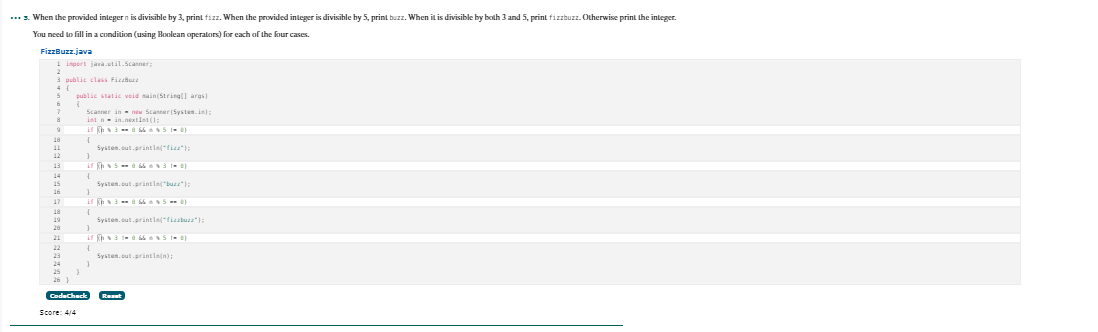 ••• 3. When the provided integer n is divisible by 3, print fizz. When the provided integer is divisible by 5, print buzz. When it is divisible by both 3 and 5, print fizzbuzz. Otherwise print the integer.
You need to fill in a condition (using Boolean operators) for each of the four cases.
FizzBuzz.java
1 import java.util.Scanner;
2
3 public class FizzBuzz
4 {
5 public static void main(String[] args)
6 {
7 Scanner in = new Scanner(System.in);
8 int n = in.nextInt();
9 if (n % 3 == 0 && n % 5 != 0)
10 {
11 System.out.println("fizz");
12 }
13 if (n % 5 == 0 && n % 3 != 0)
14 {
15 System.out.println("buzz");
16 }
17 if (n % 3 == 0 && n % 5 == 0)
18 {
19 System.out.println("fizzbuzz");
20 }
21 if (n % 3 != 0 && n % 5 != 0)
22 {
23 System.out.println(n);
24 }
25 }
26 }
CodeCheck Reset
Score: 4/4